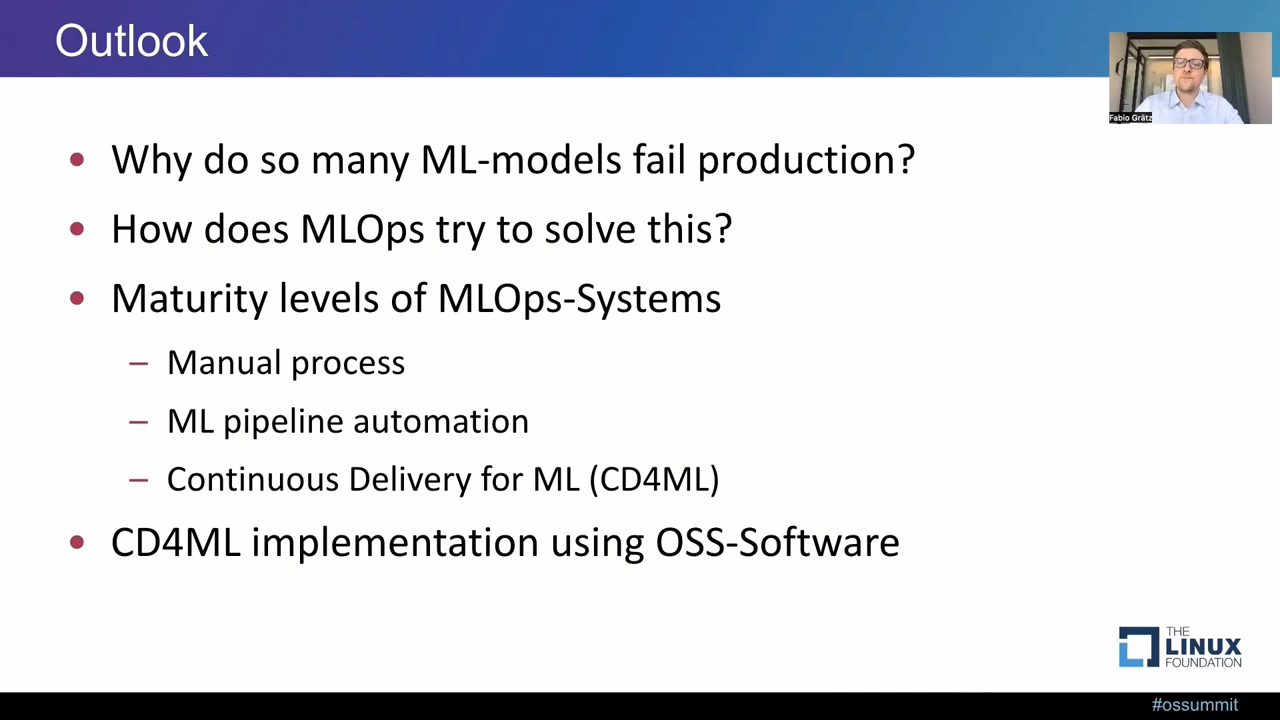 Outlook
Fabio Grätz
• Why do so many ML-models fail production?
• How does MLOps try to solve this?
• Maturity levels of MLOps-Systems
– Manual process
– ML pipeline automation
– Continuous Delivery for ML (CD4ML)
• CD4ML implementation using OSS-Software
THE
LINUX
FOUNDATION
#ossummit